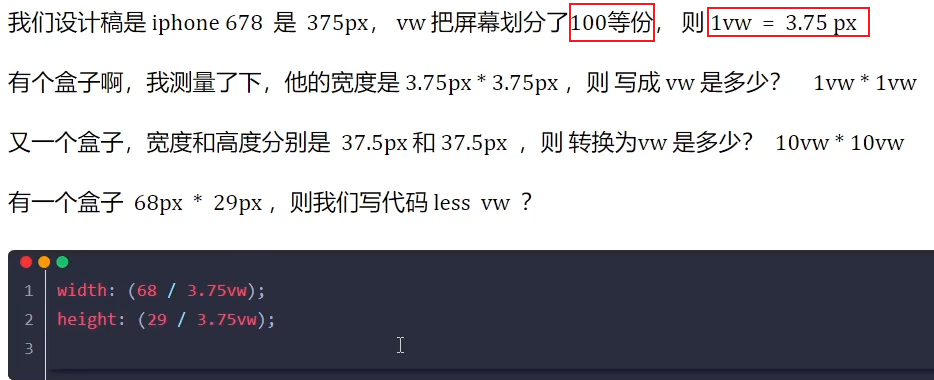 我们设计稿是 iphone 678 是 375px， vw 把屏幕划分了100等份， 则 1vw = 3.75 px
有个盒子啊，我测量了下，他的宽度是 3.75px * 3.75px ，则 写成 vw 是多少？ 1vw * 1vw
又一个盒子，宽度和高度分别是 37.5px 和 37.5px ，则 转换为vw 是多少？ 10vw * 10vw
有一个盒子 68px * 29px ，则我们写代码 less vw ？
1 width: (68 / 3.75vw);
2 height: (29 / 3.75vw);
3